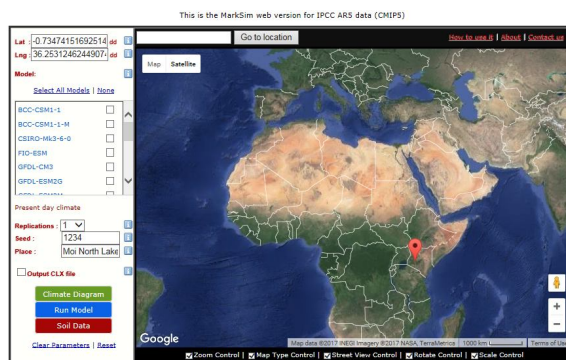 This is the MarkSim web version for IPCC AR5 data (CMIP5)
Lat : -0.73474151692514 dd i
Lng : 36.2531246244907 dd i
Model: i
Select All Models | None
BCC-CSM1-1
BCC-CSM1-1-M
CSIRO-Mk3-6-0
FIO-ESM
GFDL-CM3
GFDL-ESM2G
Present day climate
Replications : 1 i
Seed : 1234 i
Place : Moi North Lake i
Output CLX file i
Climate Diagram
Run Model
Soil Data
Clear Parameters | Reset
Go to location
How to use it | About | Contact us
Map Satellite
Google
Map data ©2017 INEGI Imagery ©2017 NASA, TerraMetrics 1000 km Terms of Use
Zoom Control | Map Type Control | Street View Control | Rotate Control | Scale Control